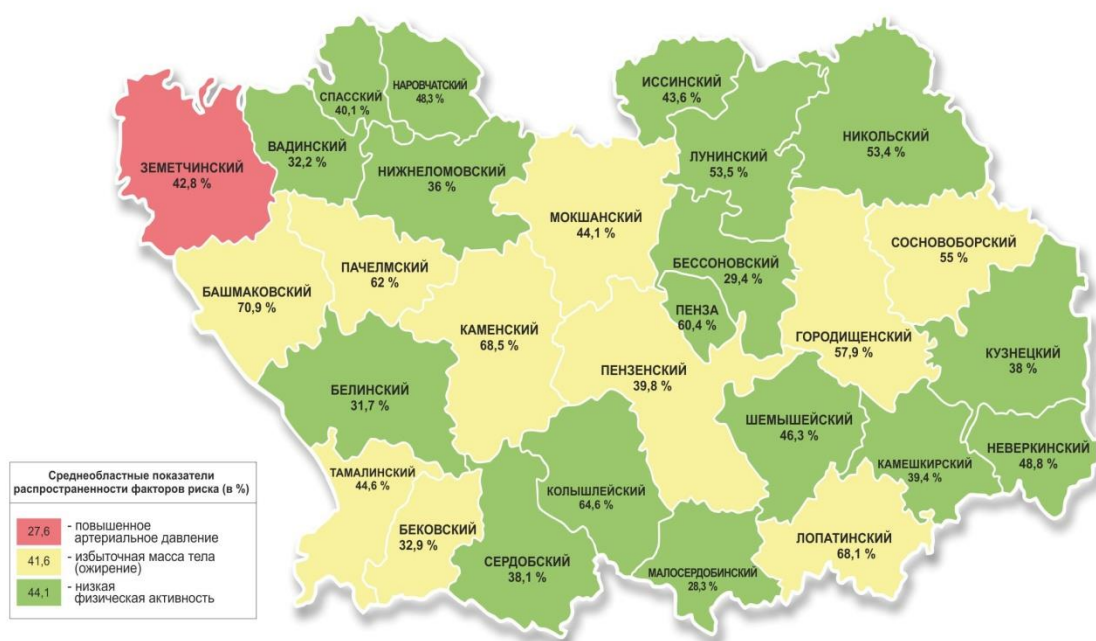 СПАССКИЙ
40,1 %
НАРОВЧАТСКИЙ
48,3 %
ИССИНСКИЙ
43,6 %
ЗЕМЕТЧИНСКИЙ
42,8 %
ВАДИНСКИЙ
32,2 %
НИЖНЕЛОМОВСКИЙ
36 %
ЛУНИНСКИЙ
53,5 %
НИКОЛЬСКИЙ
53,4 %
МОКШАНСКИЙ
44,1 %
СОСНОВОБОРСКИЙ
55 %
БАШМАКОВСКИЙ
70,9 %
ПАЧЕЛМСКИЙ
62 %
БЕССОНОВСКИЙ
29,4 %
ПЕНЗА
60,4 %
КАМЕНСКИЙ
68,5 %
ГОРОДИЩЕНСКИЙ
57,9 %
КУЗНЕЦКИЙ
38 %
БЕЛИНСКИЙ
31,7 %
ПЕНЗЕНСКИЙ
39,8 %
ШЕМЫШЕЙСКИЙ
46,3 %
НЕВЕРКИНСКИЙ
48,8 %
КАМЕШКИРСКИЙ
39,4 %
ТАМАЛИНСКИЙ
44,6 %
КОЛЫШЛЕЙСКИЙ
64,6 %
БЕКОВСКИЙ
32,9 %
ЛОПАТИНСКИЙ
68,1 %
СЕРДОБСКИЙ
38,1 %
МАЛОСЕРДОБИНСКИЙ
28,3 %
Среднеобластные показатели
распространенности факторов риска (в %)
27,6 - повышенное
артериальное давление
41,6 - избыточная масса тела
(ожирение)
44,1 - низкая
физическая активность